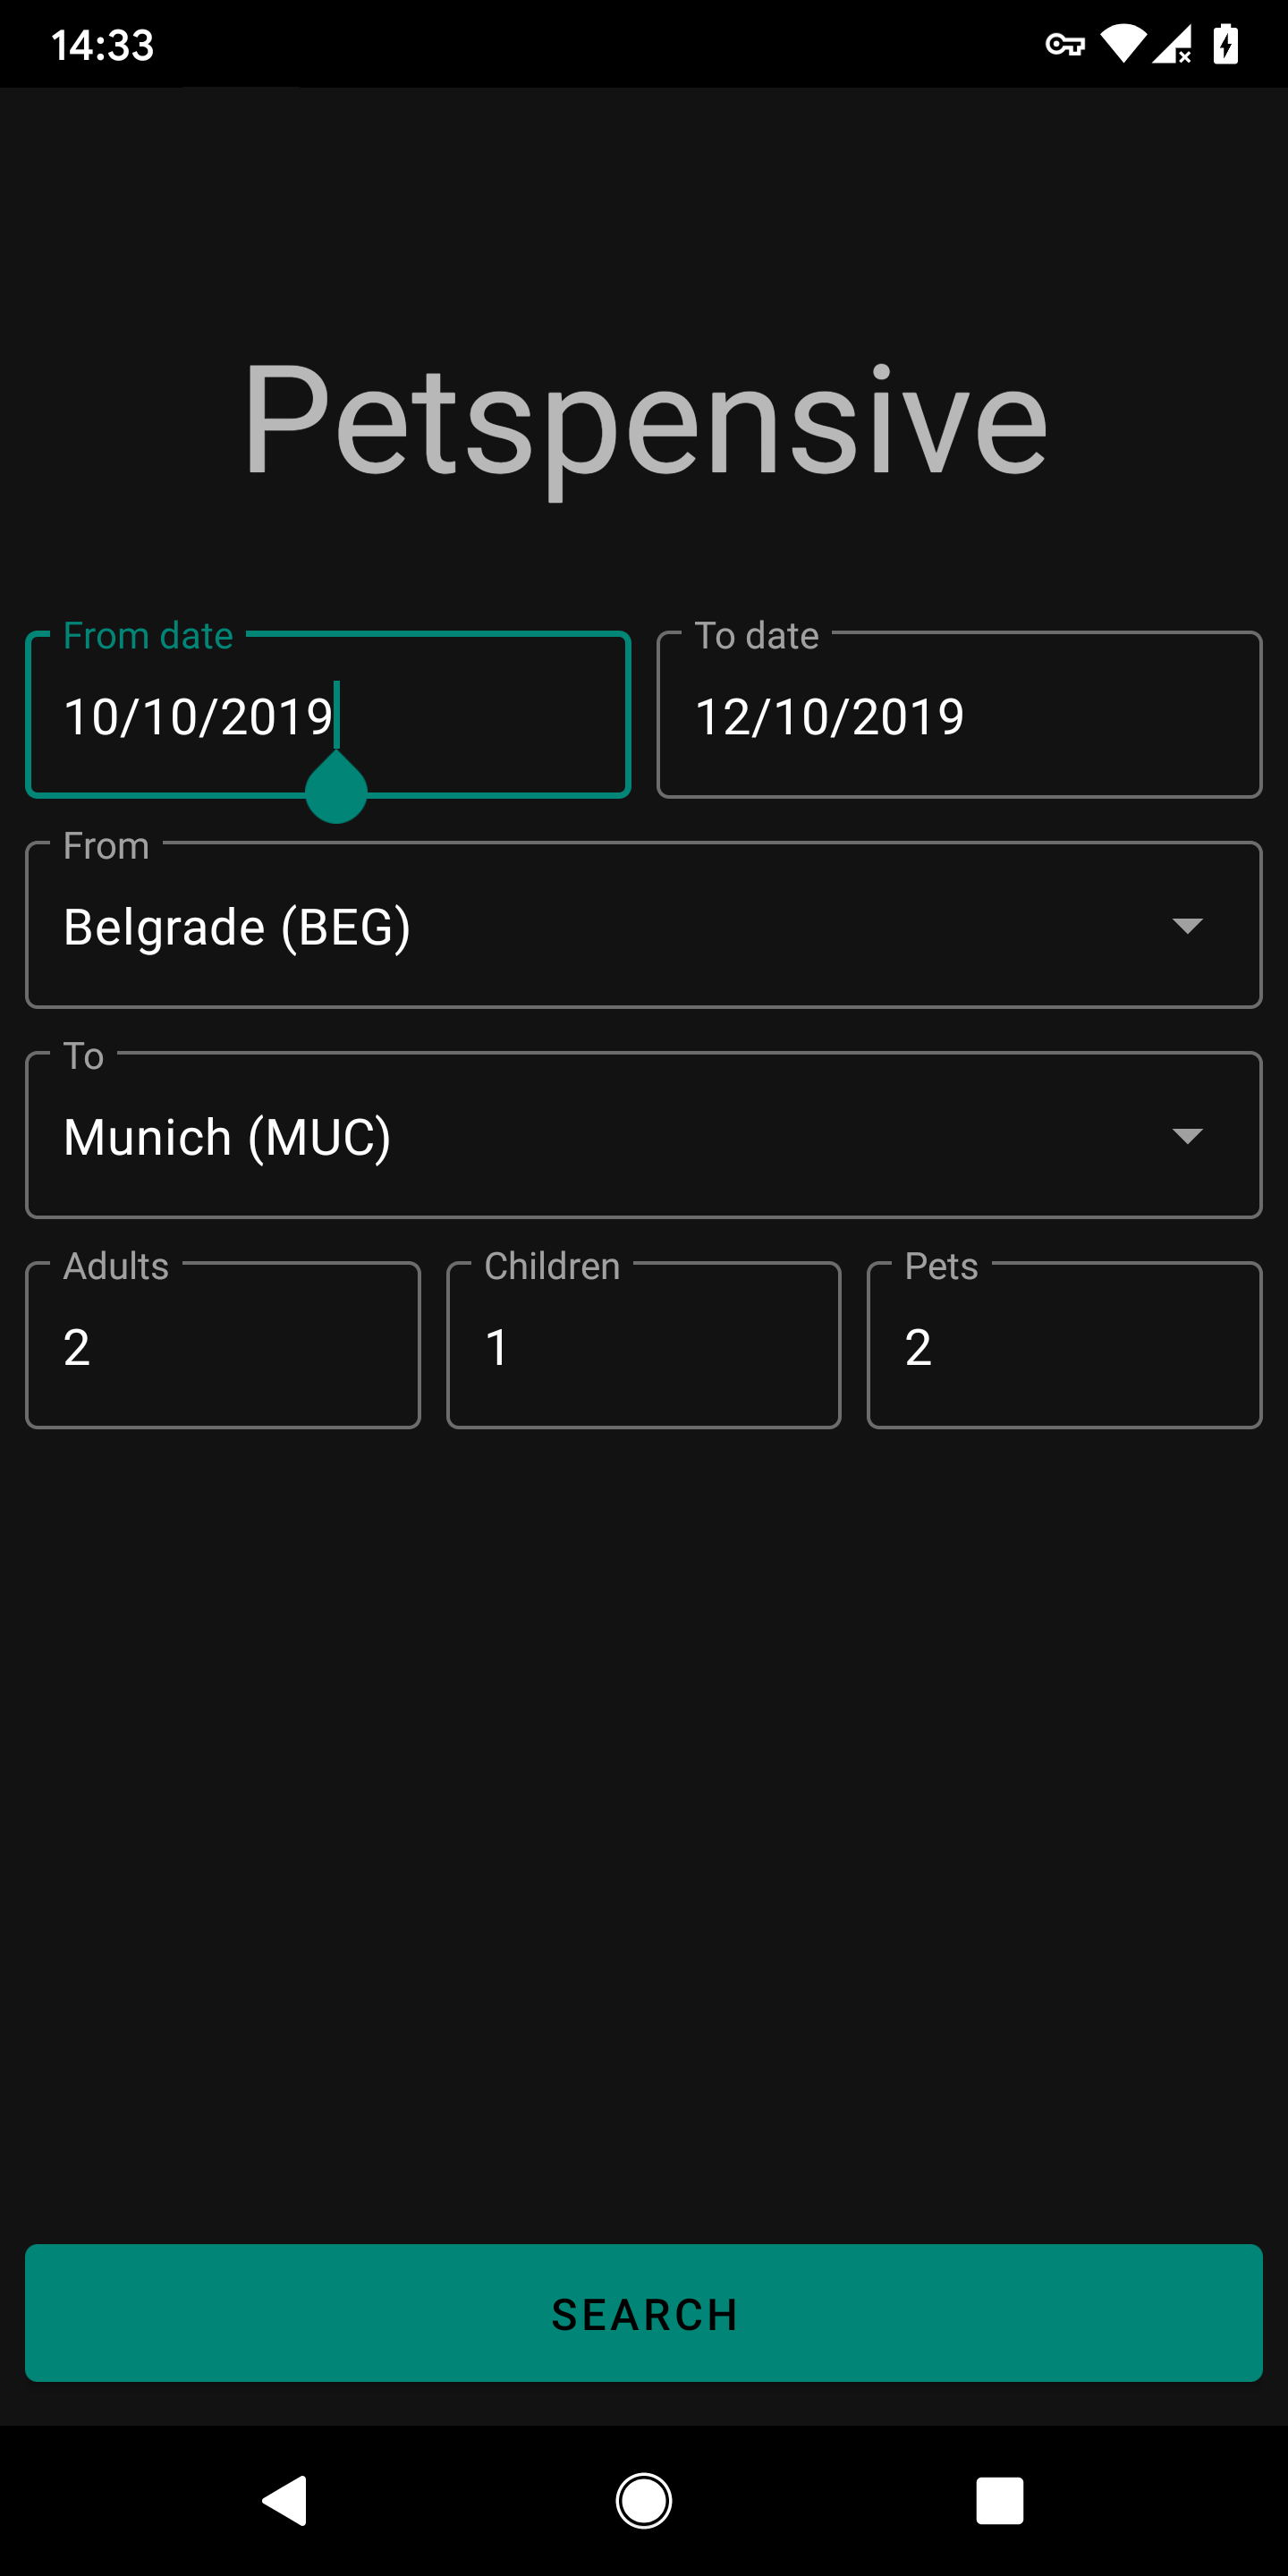 14:33
Petspensive
From date
To date
10/10/2019
12/10/2019
From
Belgrade (BEG)
To
Munich (MUC)
Adults
Children
Pets
2
1
2
SEARCH